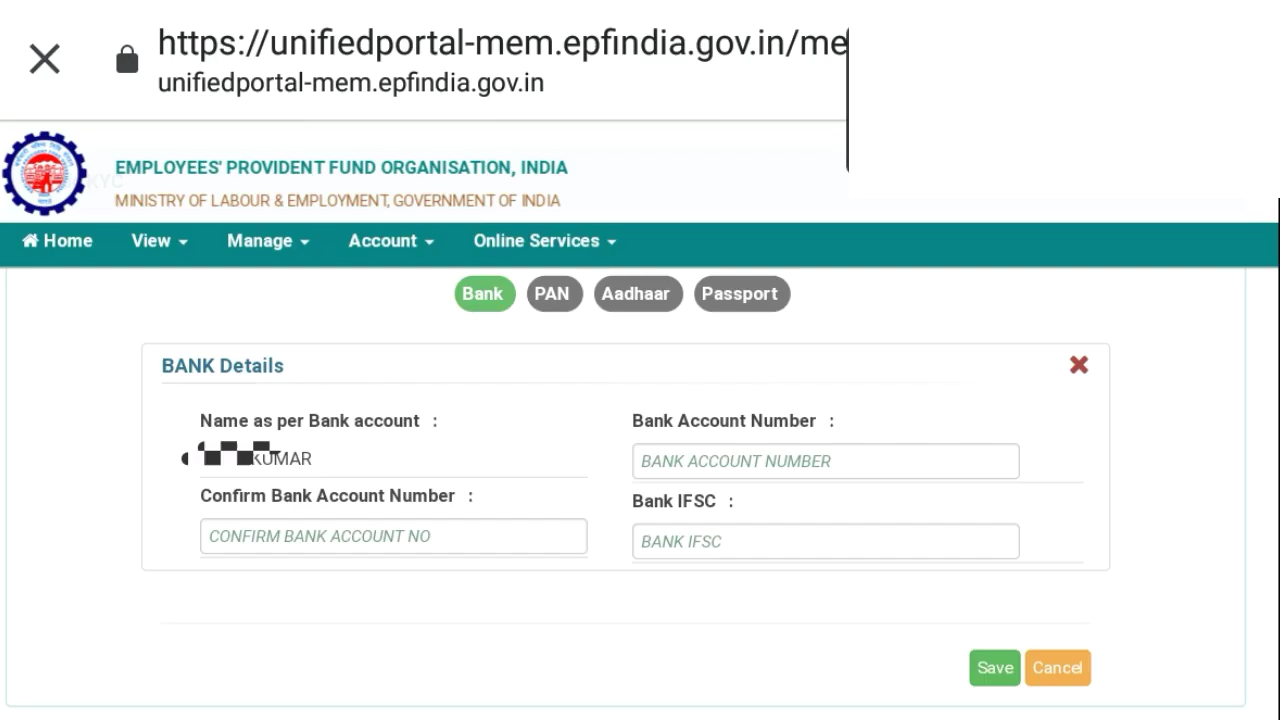 https://unifiedportal-mem.epfindia.gov.in/me
unifiedportal-mem.epfindia.gov.in
EMPLOYEES' PROVIDENT FUND ORGANISATION, INDIA
KYC
MINISTRY OF LABOUR & EMPLOYMENT, GOVERNMENT OF INDIA
Home View Manage Account Online Services
Bank PAN Aadhaar Passport
BANK Details
Name as per Bank account : Bank Account Number :
KUMAR BANK ACCOUNT NUMBER
Confirm Bank Account Number : Bank IFSC :
CONFIRM BANK ACCOUNT NO BANK IFSC
Save Cancel